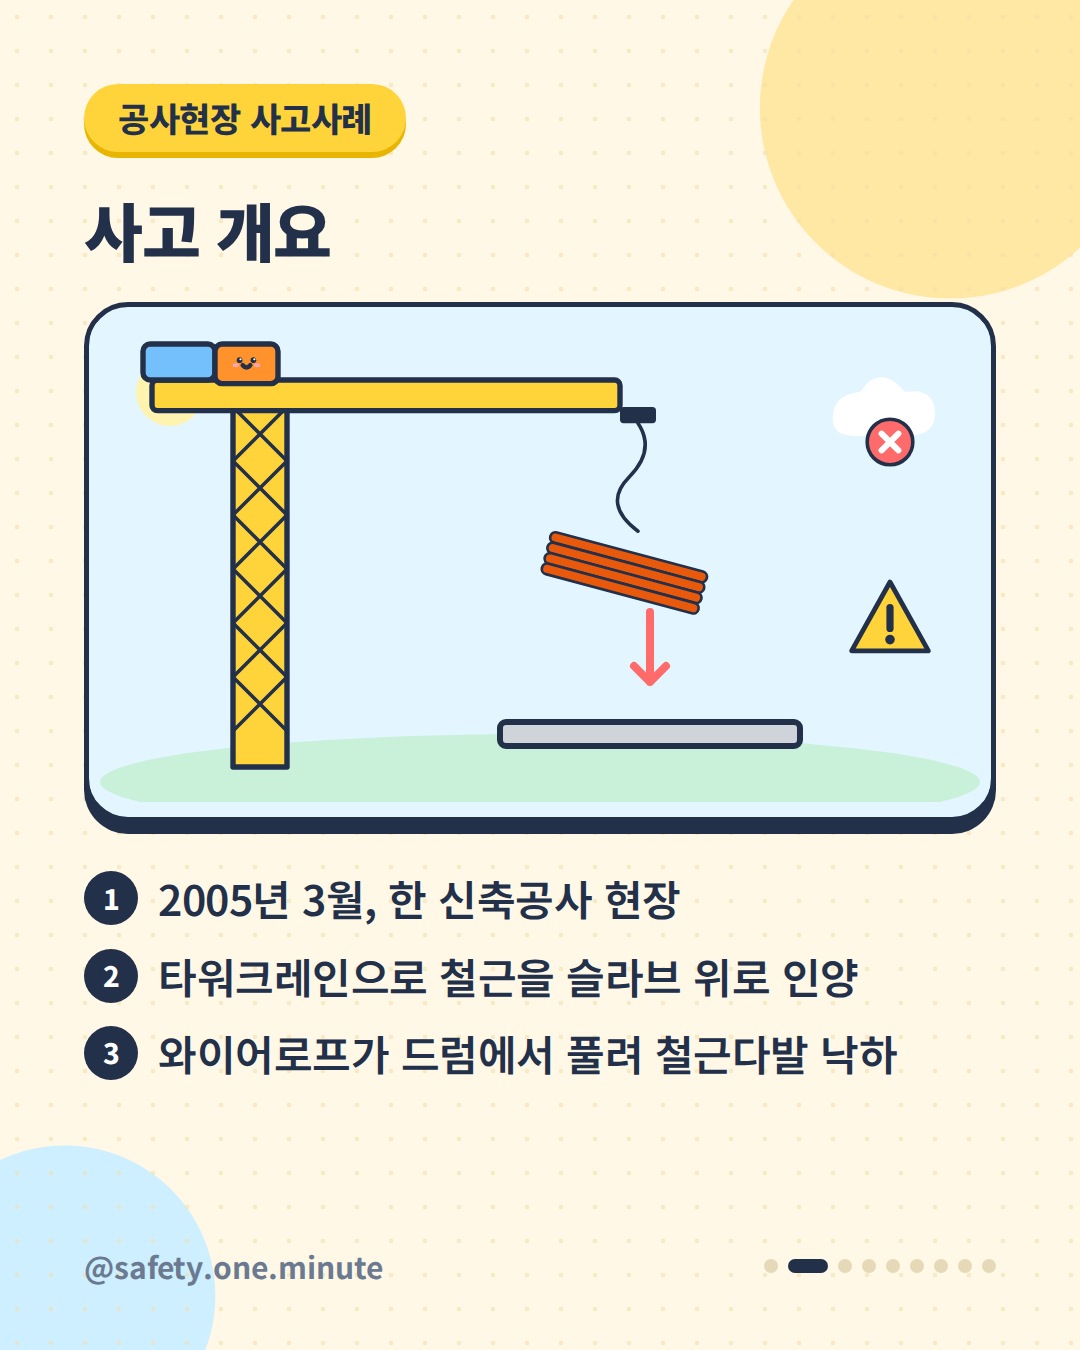 공사현장 사고사례
사고 개요
1 2005년 3월, 한 신축공사 현장
2 타워크레인으로 철근을 슬라브 위로 인양
3 와이어로프가 드럼에서 풀려 철근다발 낙하
@safety.one.minute